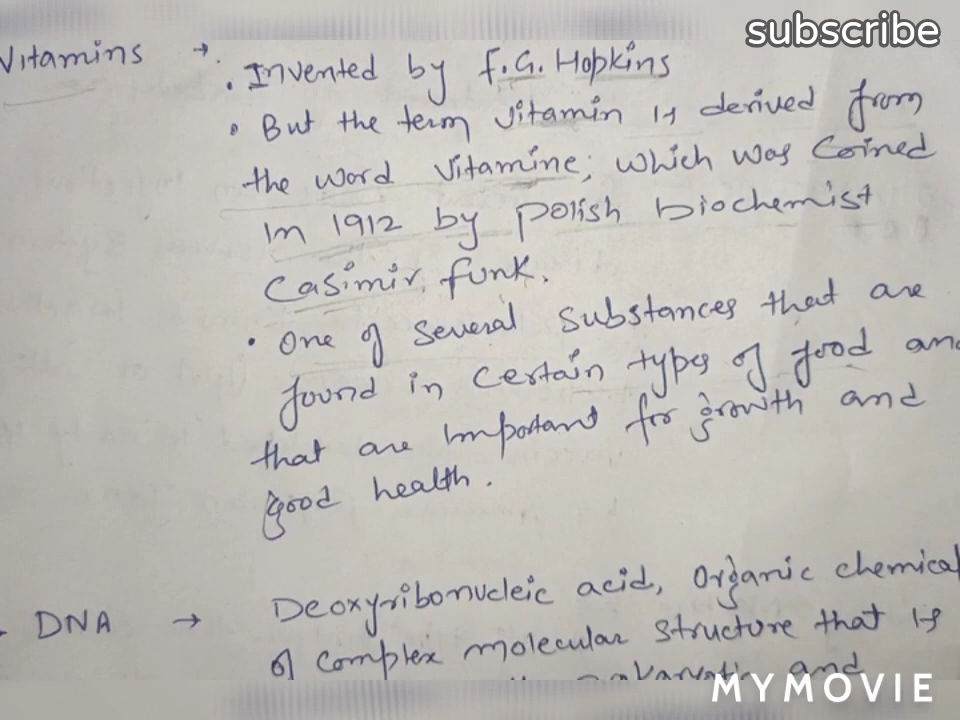 subscribe
Vitamins → . Invented by F.G. Hopkins
• But the term vitamin is derived from
the word vitamine, which was coined
in 1912 by polish biochemist
Casimir funk.
• One of several substances that are
found in certain types of food and
that are important for growth and
good health.
DNA → Deoxyribonucleic acid, organic chemical
of complex molecular structure that is
and
MYMOVIE